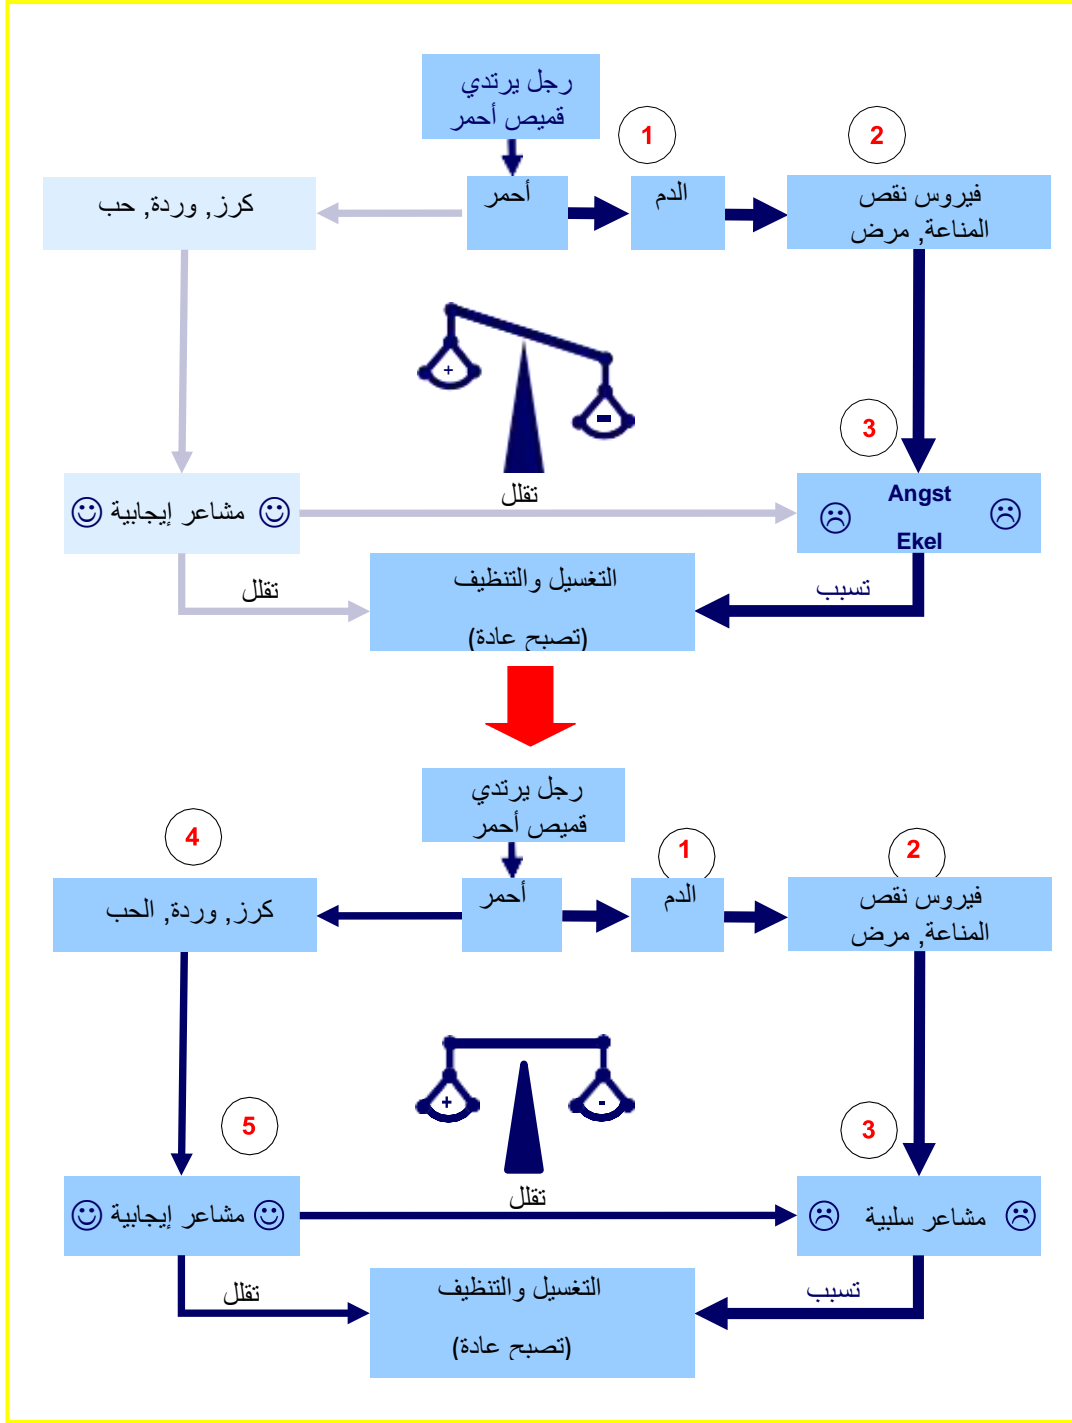 رجل يرتدي
قميص أحمر
1
2
أحمر
الدم
فيروس نقص
المناعة, مرض
كرز, وردة, حب
+
-
3
تقلل
مشاعر إيجابية
Angst
Ekel
التغسيل والتنظيف
(تصبح عادة)
تقلل
تسبب
رجل يرتدي
قميص أحمر
4
1
2
أحمر
الدم
فيروس نقص
المناعة, مرض
كرز, وردة, الحب
+
-
5
3
تقلل
مشاعر إيجابية
مشاعر سلبية
التغسيل والتنظيف
(تصبح عادة)
تقلل
تسبب